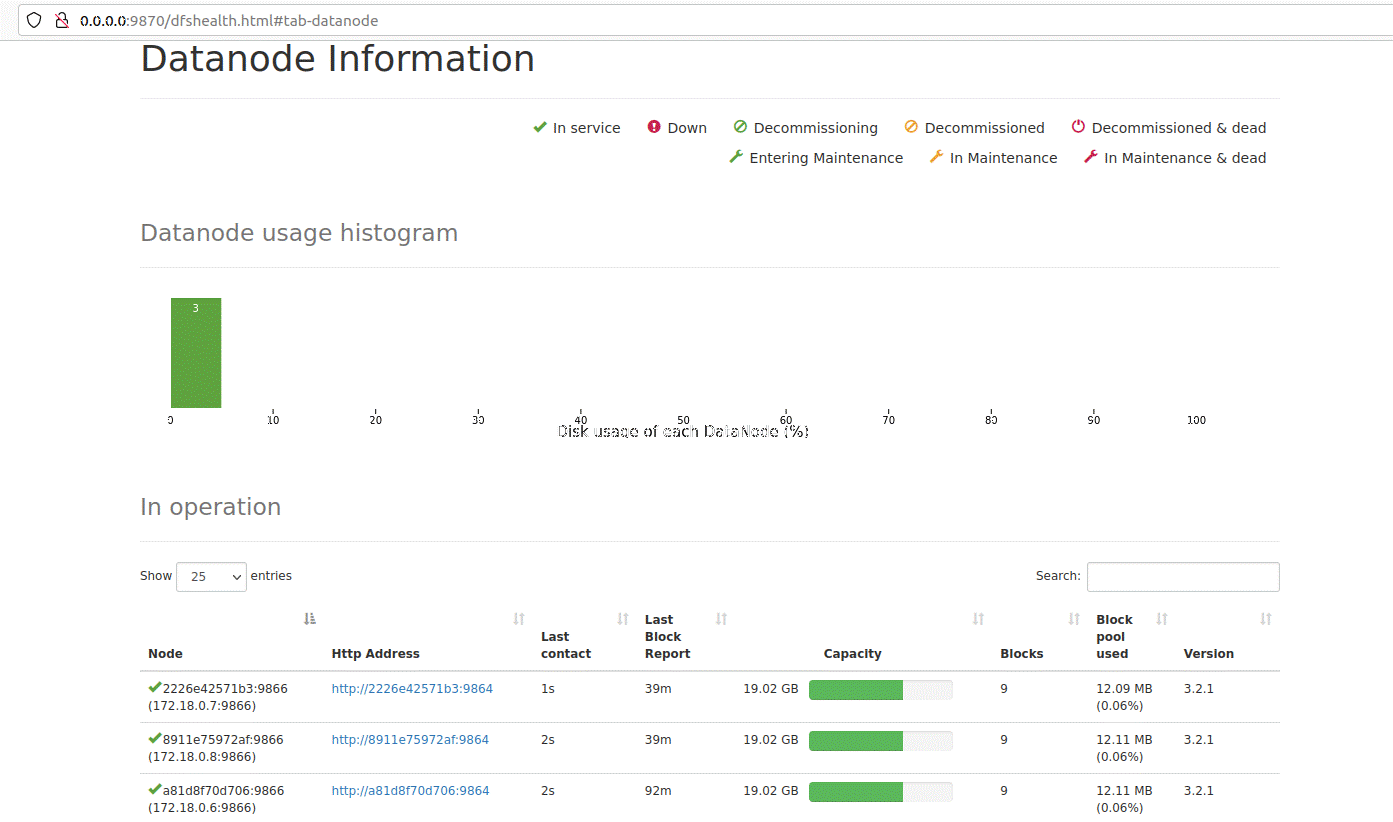 0.0.0.0:9870/dfshealth.html#tab-datanode
Datanode Information
In service Down Decommissioning Decommissioned Decommissioned & dead
Entering Maintenance In Maintenance In Maintenance & dead
Datanode usage histogram
3
0 10 20 30 40 50 60 70 80 90 100
Disk usage of each DataNode (%)
In operation
Show 25 entries Search:
Node Http Address Last contact Last Block Report Capacity Blocks Block pool used Version
2226e42571b3:9866 http://2226e42571b3:9864 1s 39m 19.02 GB 9 12.09 MB 3.2.1
(172.18.0.7:9866) (0.06%)
8911e75972af:9866 http://8911e75972af:9864 2s 39m 19.02 GB 9 12.11 MB 3.2.1
(172.18.0.8:9866) (0.06%)
a81d8f70d706:9866 http://a81d8f70d706:9864 2s 92m 19.02 GB 9 12.11 MB 3.2.1
(172.18.0.6:9866) (0.06%)